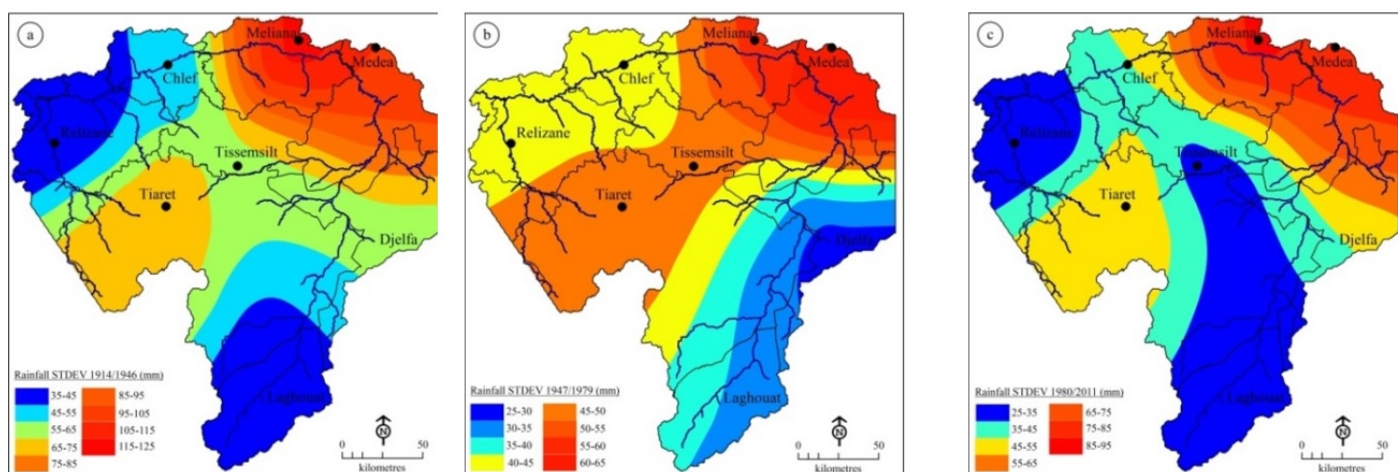 a
Meliana
Medea
Chlef
Relizane
Tissemsilt
Tiaret
Djelfa
Laghouat
Rainfall STDEV 1914/1946 (mm)
35-45
45-55
55-65
65-75
75-85
85-95
95-105
105-115
115-125
N
0 50
kilometres
b
Meliana
Medea
Chlef
Relizane
Tissemsilt
Tiaret
Djelfa
Laghouat
Rainfall STDEV 1947/1979 (mm)
25-30
30-35
35-40
40-45
45-50
50-55
55-60
60-65
N
0 50
kilometres
c
Meliana
Medea
Chlef
Relizane
Tissemsilt
Tiaret
Djelfa
Laghouat
Rainfall STDEV 1980/2011 (mm)
25-35
35-45
45-55
55-65
65-75
75-85
85-95
N
0 50
kilometres